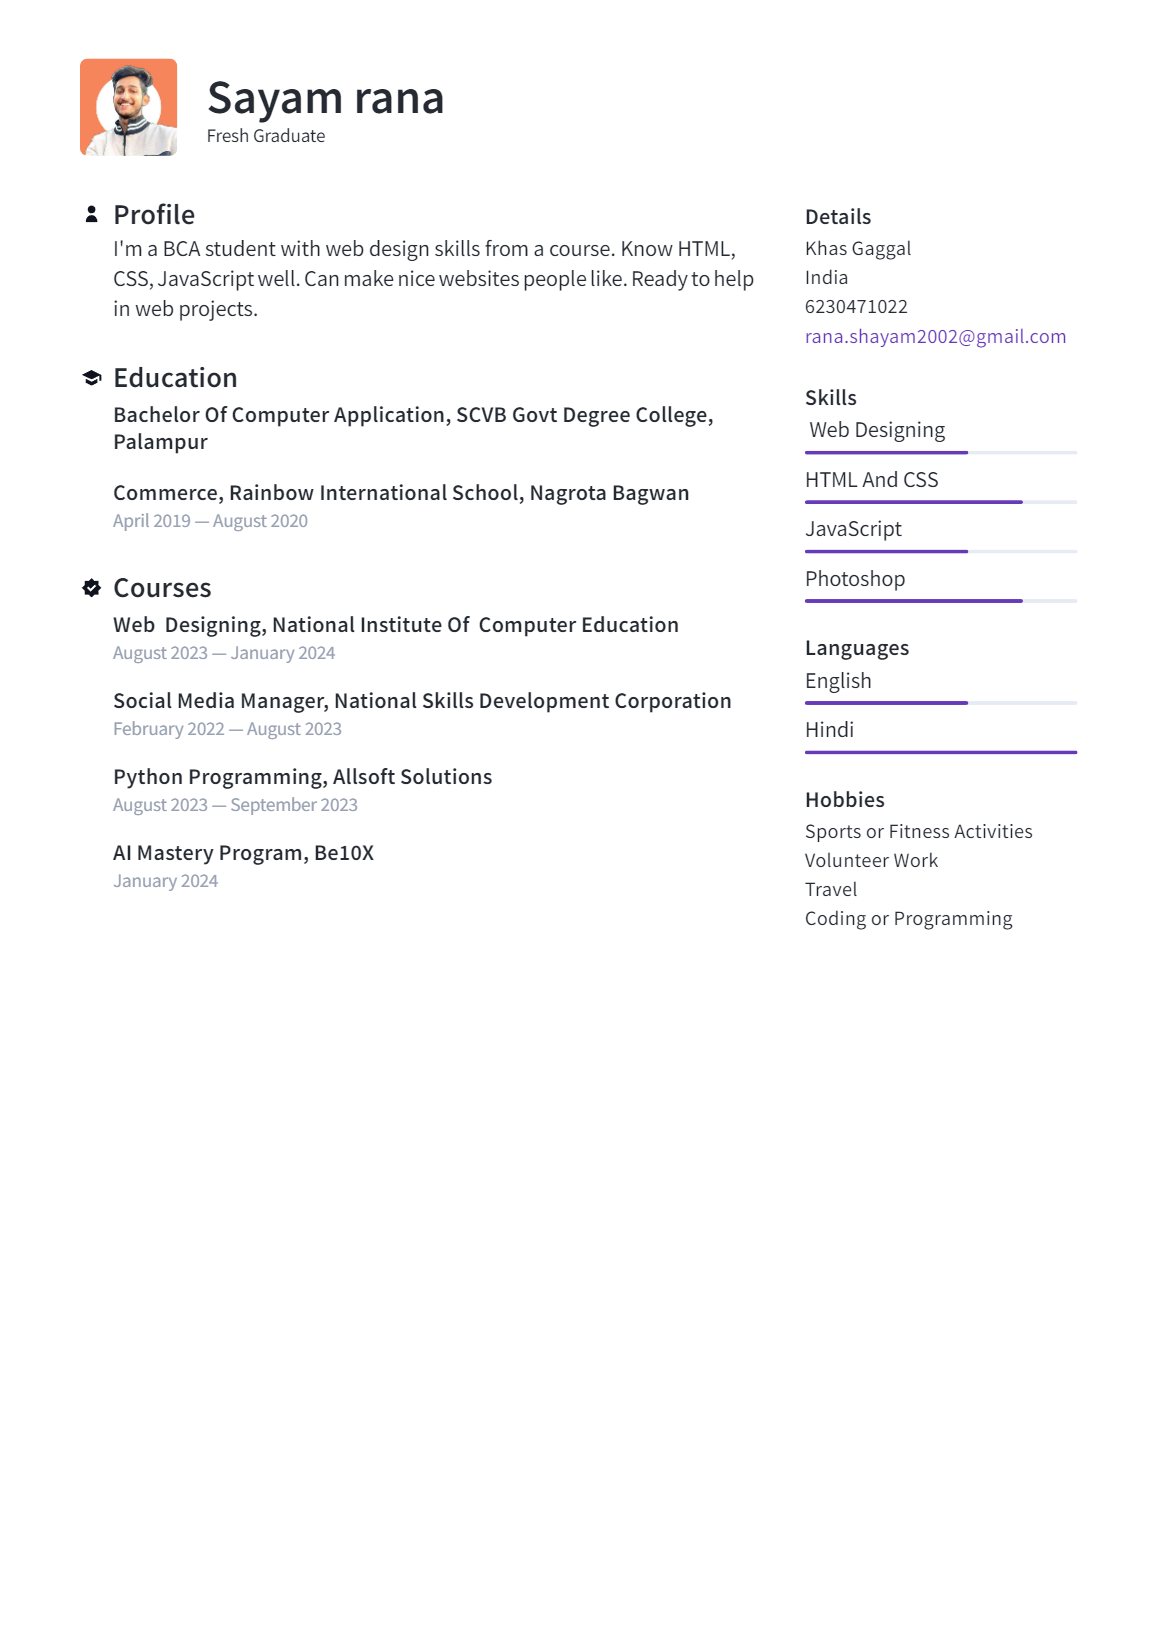 Sayam rana
Fresh Graduate
Profile
I'm a BCA student with web design skills from a course. Know HTML,
CSS, JavaScript well. Can make nice websites people like. Ready to help
in web projects.
Education
Bachelor Of Computer Application, SCVB Govt Degree College,
Palampur
Commerce, Rainbow International School, Nagrota Bagwan
April 2019 — August 2020
Courses
Web  Designing, National Institute Of  Computer Education
August 2023 — January 2024
Social Media Manager, National Skills Development Corporation
February 2022 — August 2023
Python Programming, Allsoft Solutions
August 2023 — September 2023
AI Mastery Program, Be10X
January 2024
Details
Khas Gaggal
India
6230471022
rana.shayam2002@gmail.com
Skills
Web Designing
HTML And CSS
JavaScript
Photoshop
Languages
English
Hindi
Hobbies
Sports or Fitness Activities
Volunteer Work
Travel
Coding or Programming